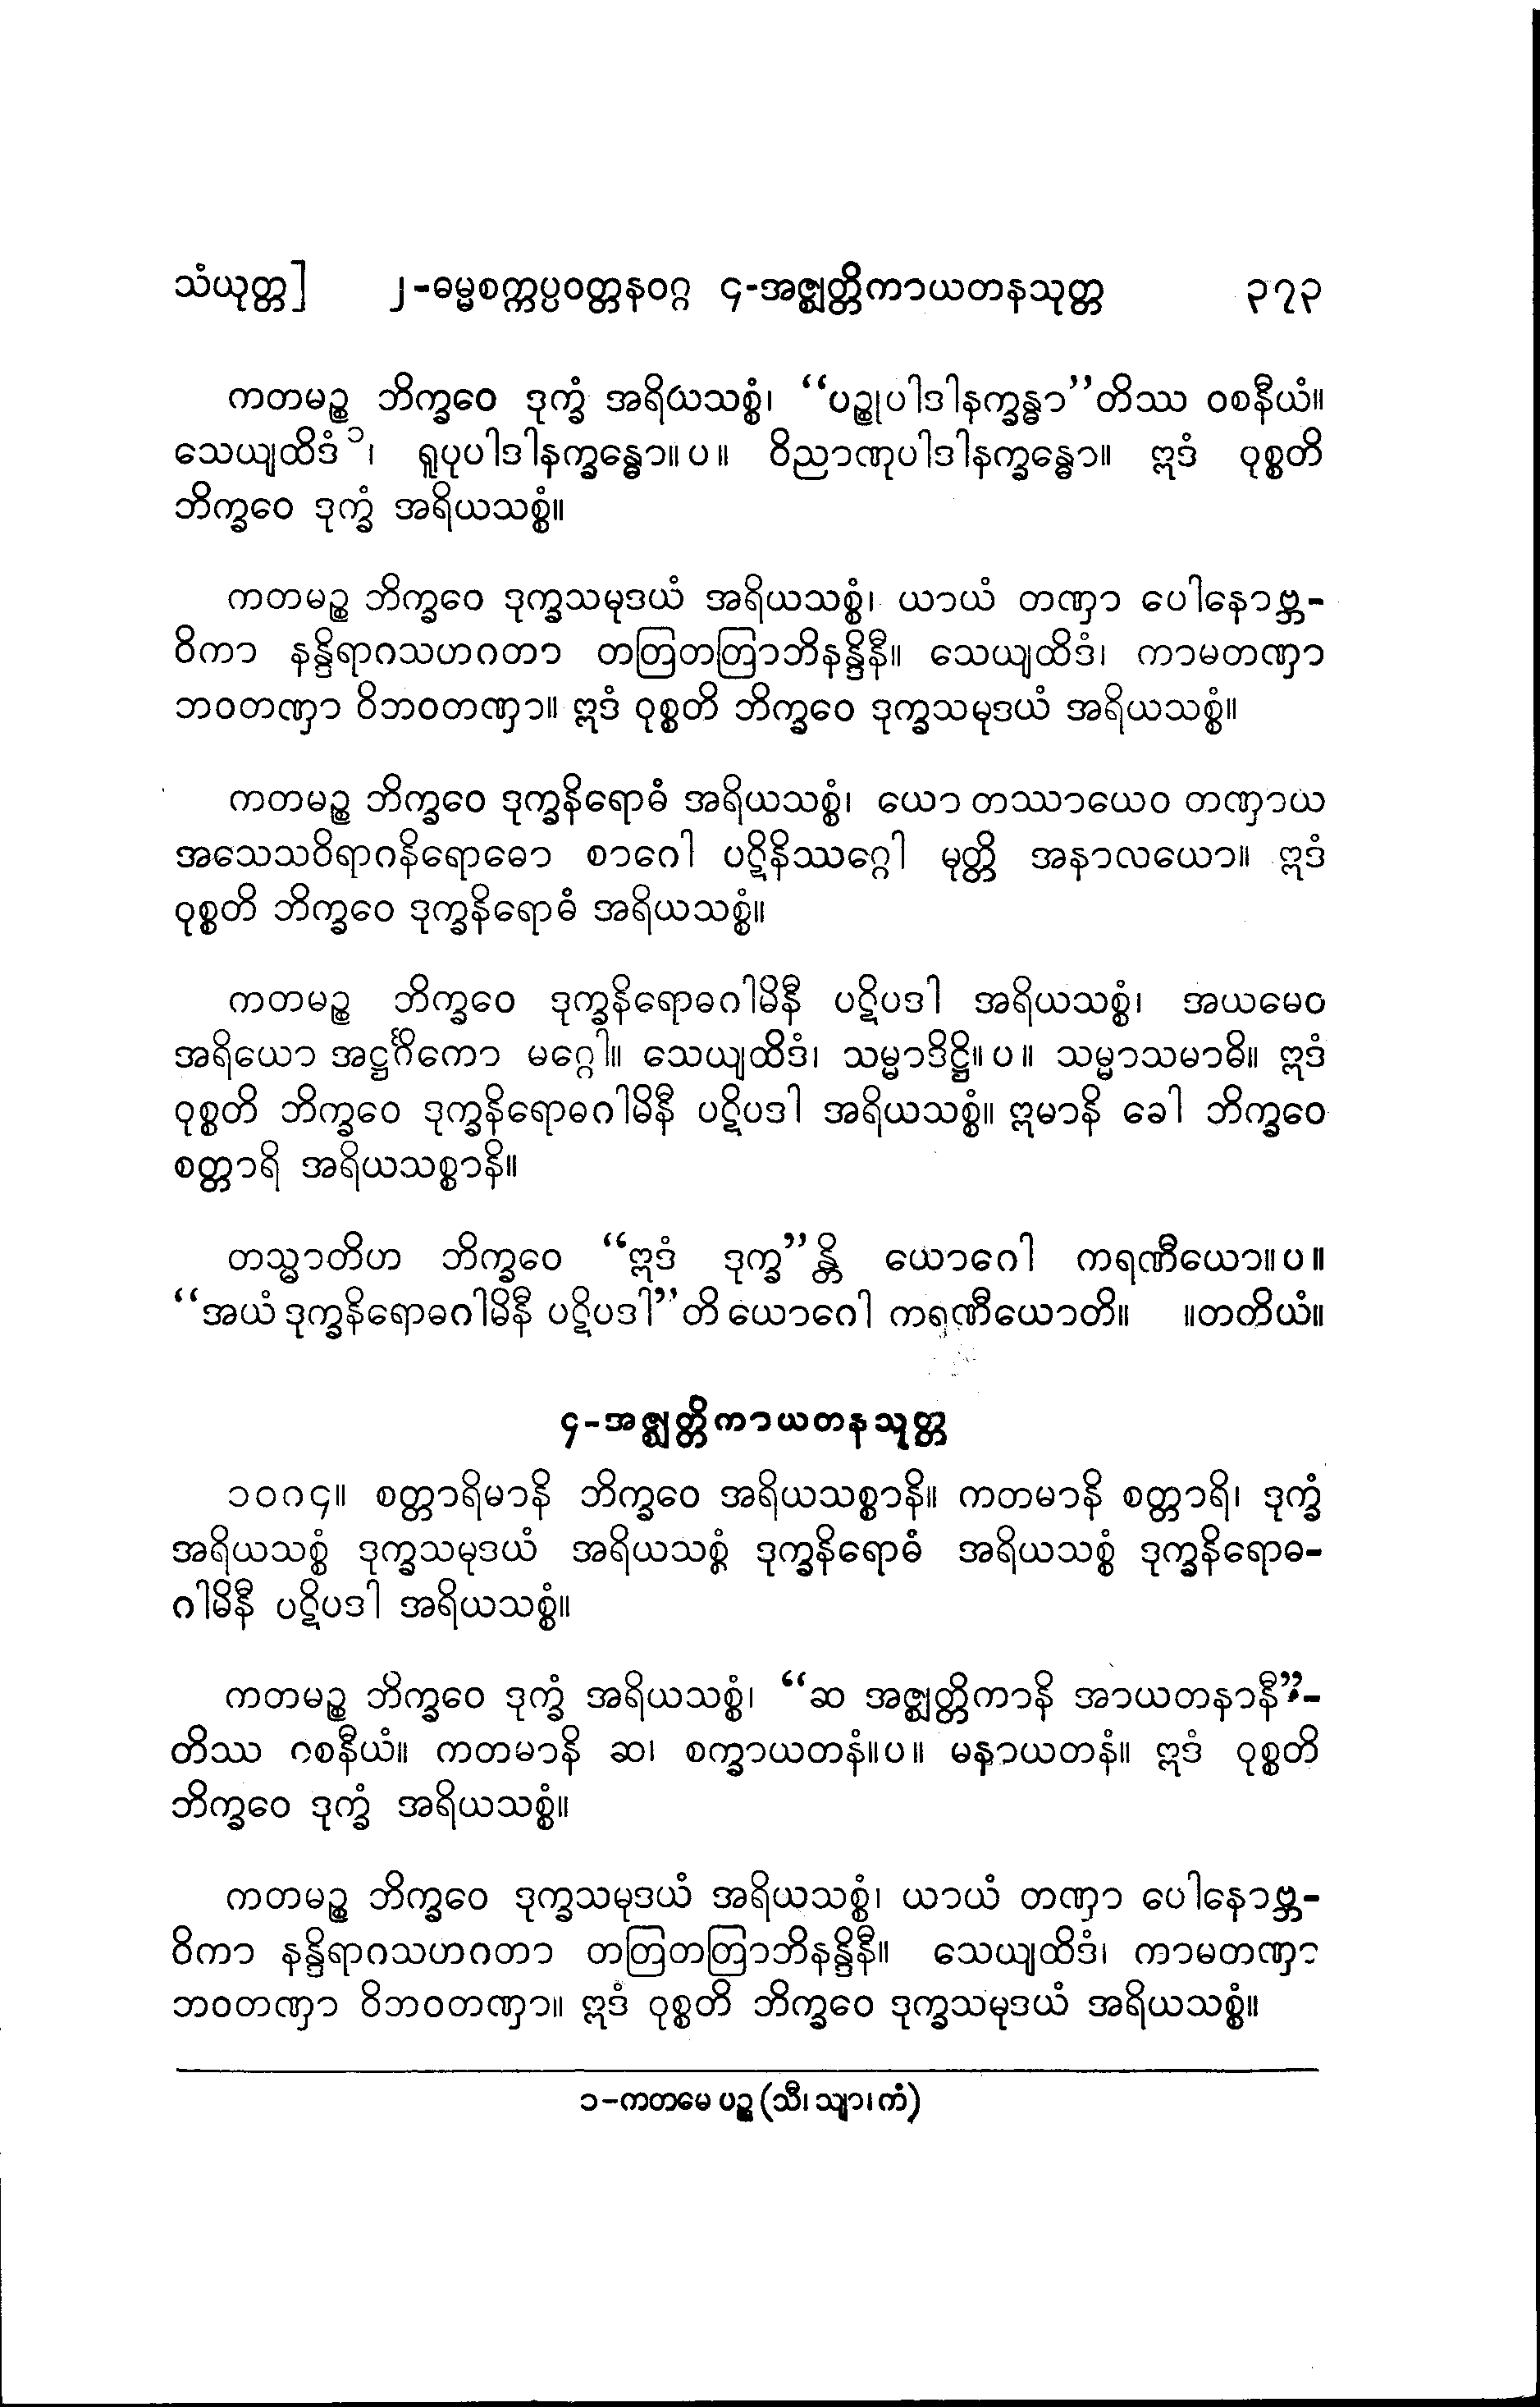 သံယုတ္တ] ၂-ဓမ္မစက္ကပ္ပဝတ္တနဝဂ္ဂ ၄-အဇ္ဈတ္တိကာယတနသုတ္တ ၃၇၃
ကတမဉ္စ ဘိက္ခဝေ ဒုက္ခံ အရိယသစ္စံ၊ “ပဉ္စုပါဒါနက္ခန္ဓာ”တိဿ ဝစနီယံ။
သေယျထိဒံ ၁၊ ရူပုပါဒါနက္ခန္ဓော။ပ။ ဝိညာဏုပါဒါနက္ခန္ဓော။ ဣဒံ ဝုစ္စတိ
ဘိက္ခဝေ ဒုက္ခံ အရိယသစ္စံ။
ကတမဉ္စ ဘိက္ခဝေ ဒုက္ခသမုဒယံ အရိယသစ္စံ၊ ယာယံ တဏှာ ပေါနောဗ္ဘ-
ဝိကာ နန္ဒိရာဂသဟဂတာ တတြတတြာဘိနန္ဒိနီ။ သေယျထိဒံ၊ ကာမတဏှာ
ဘဝတဏှာ ဝိဘဝတဏှာ။ ဣဒံ ဝုစ္စတိ ဘိက္ခဝေ ဒုက္ခသမုဒယံ အရိယသစ္စံ။
ကတမဉ္စ ဘိက္ခဝေ ဒုက္ခနိရောဓံ အရိယသစ္စံ၊ ယော တဿာယေဝ တဏှာယ
အသေသဝိရာဂနိရောဓော စာဂေါ ပဋိနိဿဂ္ဂေါ မုတ္တိ အနာလယော။ ဣဒံ
ဝုစ္စတိ ဘိက္ခဝေ ဒုက္ခနိရောဓံ အရိယသစ္စံ။
ကတမဉ္စ ဘိက္ခဝေ ဒုက္ခနိရောဓဂါမိနီ ပဋိပဒါ အရိယသစ္စံ၊ အယမေဝ
အရိယော အဋ္ဌင်္ဂိကော မဂ္ဂေါ။ သေယျထိဒံ၊ သမ္မာဒိဋ္ဌိ။ပ။ သမ္မာသမာဓိ။ ဣဒံ
ဝုစ္စတိ ဘိက္ခဝေ ဒုက္ခနိရောဓဂါမိနီ ပဋိပဒါ အရိယသစ္စံ။ ဣမာနိ ခေါ ဘိက္ခဝေ
စတ္တာရိ အရိယသစ္စာနိ။
တသ္မာတိဟ ဘိက္ခဝေ “ဣဒံ ဒုက္ခ”န္တိ ယောဂေါ ကရဏီယော။ပ။
“အယံ ဒုက္ခနိရောဓဂါမိနီ ပဋိပဒါ”တိ ယောဂေါ ကရဏီယောတိ။ ။တတိယံ။
၄-အဇ္ဈတ္တိကာယတနသုတ္တ
၁၀၈၄။ စတ္တာရိမာနိ ဘိက္ခဝေ အရိယသစ္စာနိ။ ကတမာနိ စတ္တာရိ၊ ဒုက္ခံ
အရိယသစ္စံ ဒုက္ခသမုဒယံ အရိယသစ္စံ ဒုက္ခနိရောဓံ အရိယသစ္စံ ဒုက္ခနိရောဓ-
ဂါမိနီ ပဋိပဒါ အရိယသစ္စံ။
ကတမဉ္စ ဘိက္ခဝေ ဒုက္ခံ အရိယသစ္စံ၊ “ဆ အဇ္ဈတ္တိကာနိ အာယတနာနီ”-
တိဿ ဝစနီယံ။ ကတမာနိ ဆ၊ စက္ခာယတနံ။ပ။ မနာယတနံ။ ဣဒံ ဝုစ္စတိ
ဘိက္ခဝေ ဒုက္ခံ အရိယသစ္စံ။
ကတမဉ္စ ဘိက္ခဝေ ဒုက္ခသမုဒယံ အရိယသစ္စံ၊ ယာယံ တဏှာ ပေါနောဗ္ဘ-
ဝိကာ နန္ဒိရာဂသဟဂတာ တတြတတြာဘိနန္ဒိနီ။ သေယျထိဒံ၊ ကာမတဏှာ
ဘဝတဏှာ ဝိဘဝတဏှာ။ ဣဒံ ဝုစ္စတိ ဘိက္ခဝေ ဒုက္ခသမုဒယံ အရိယသစ္စံ။
၁-ကတမေ ပဉ္စ (သီ၊ သျာ၊ ကံ)